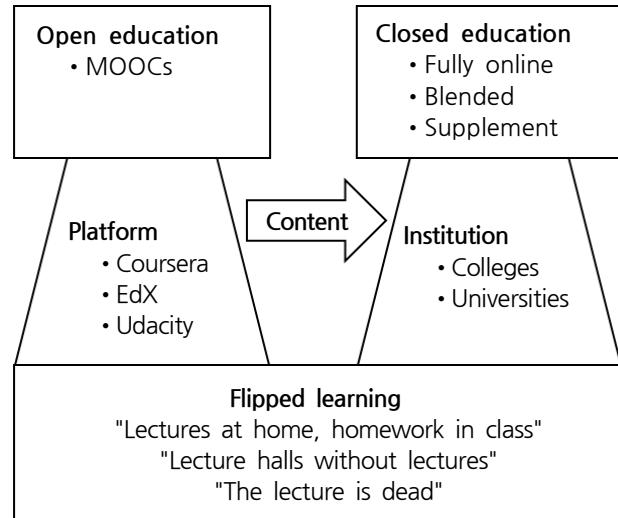 Open education
• MOOCs
Closed education
• Fully online
• Blended
• Supplement
Content
Platform
• Coursera
• EdX
• Udacity
Institution
• Colleges
• Universities
Flipped learning
"Lectures at home, homework in class"
"Lecture halls without lectures"
"The lecture is dead"